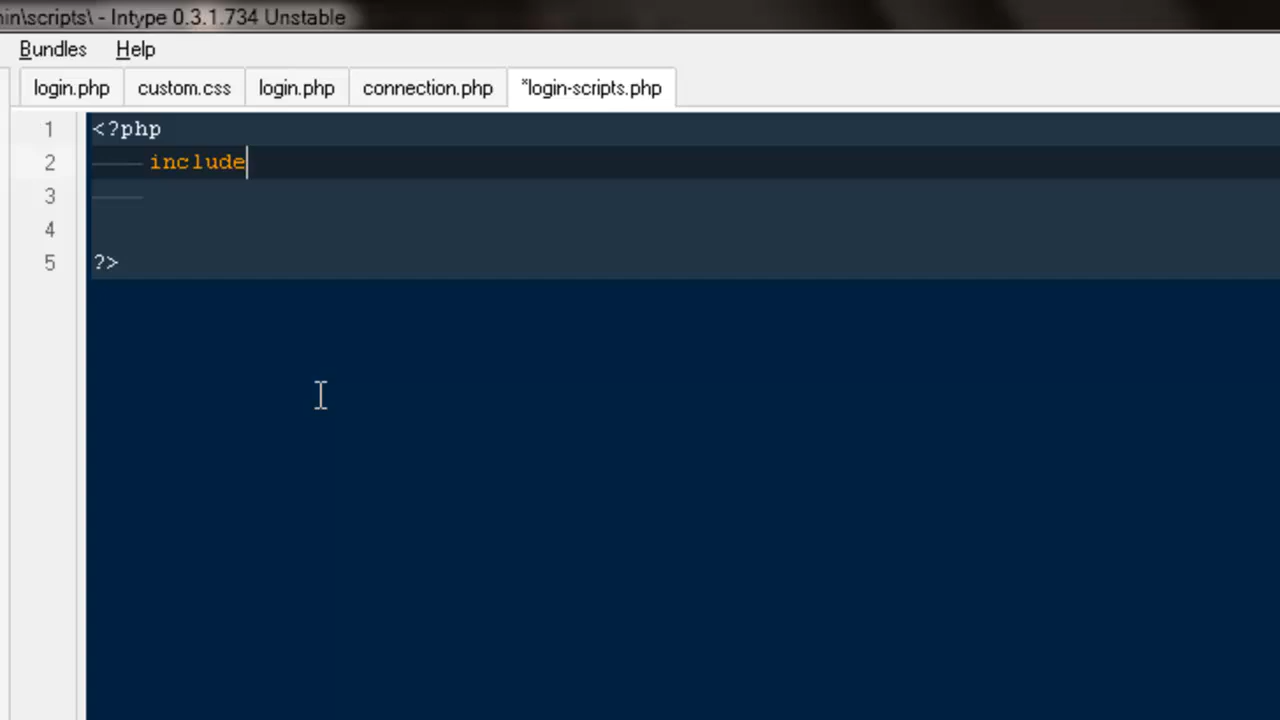 in\scripts\ - Intype 0.3.1.734 Unstable
Bundles Help
login.php custom.css login.php connection.php *login-scripts.php
1 <?php
2 include
3
4
5 ?>